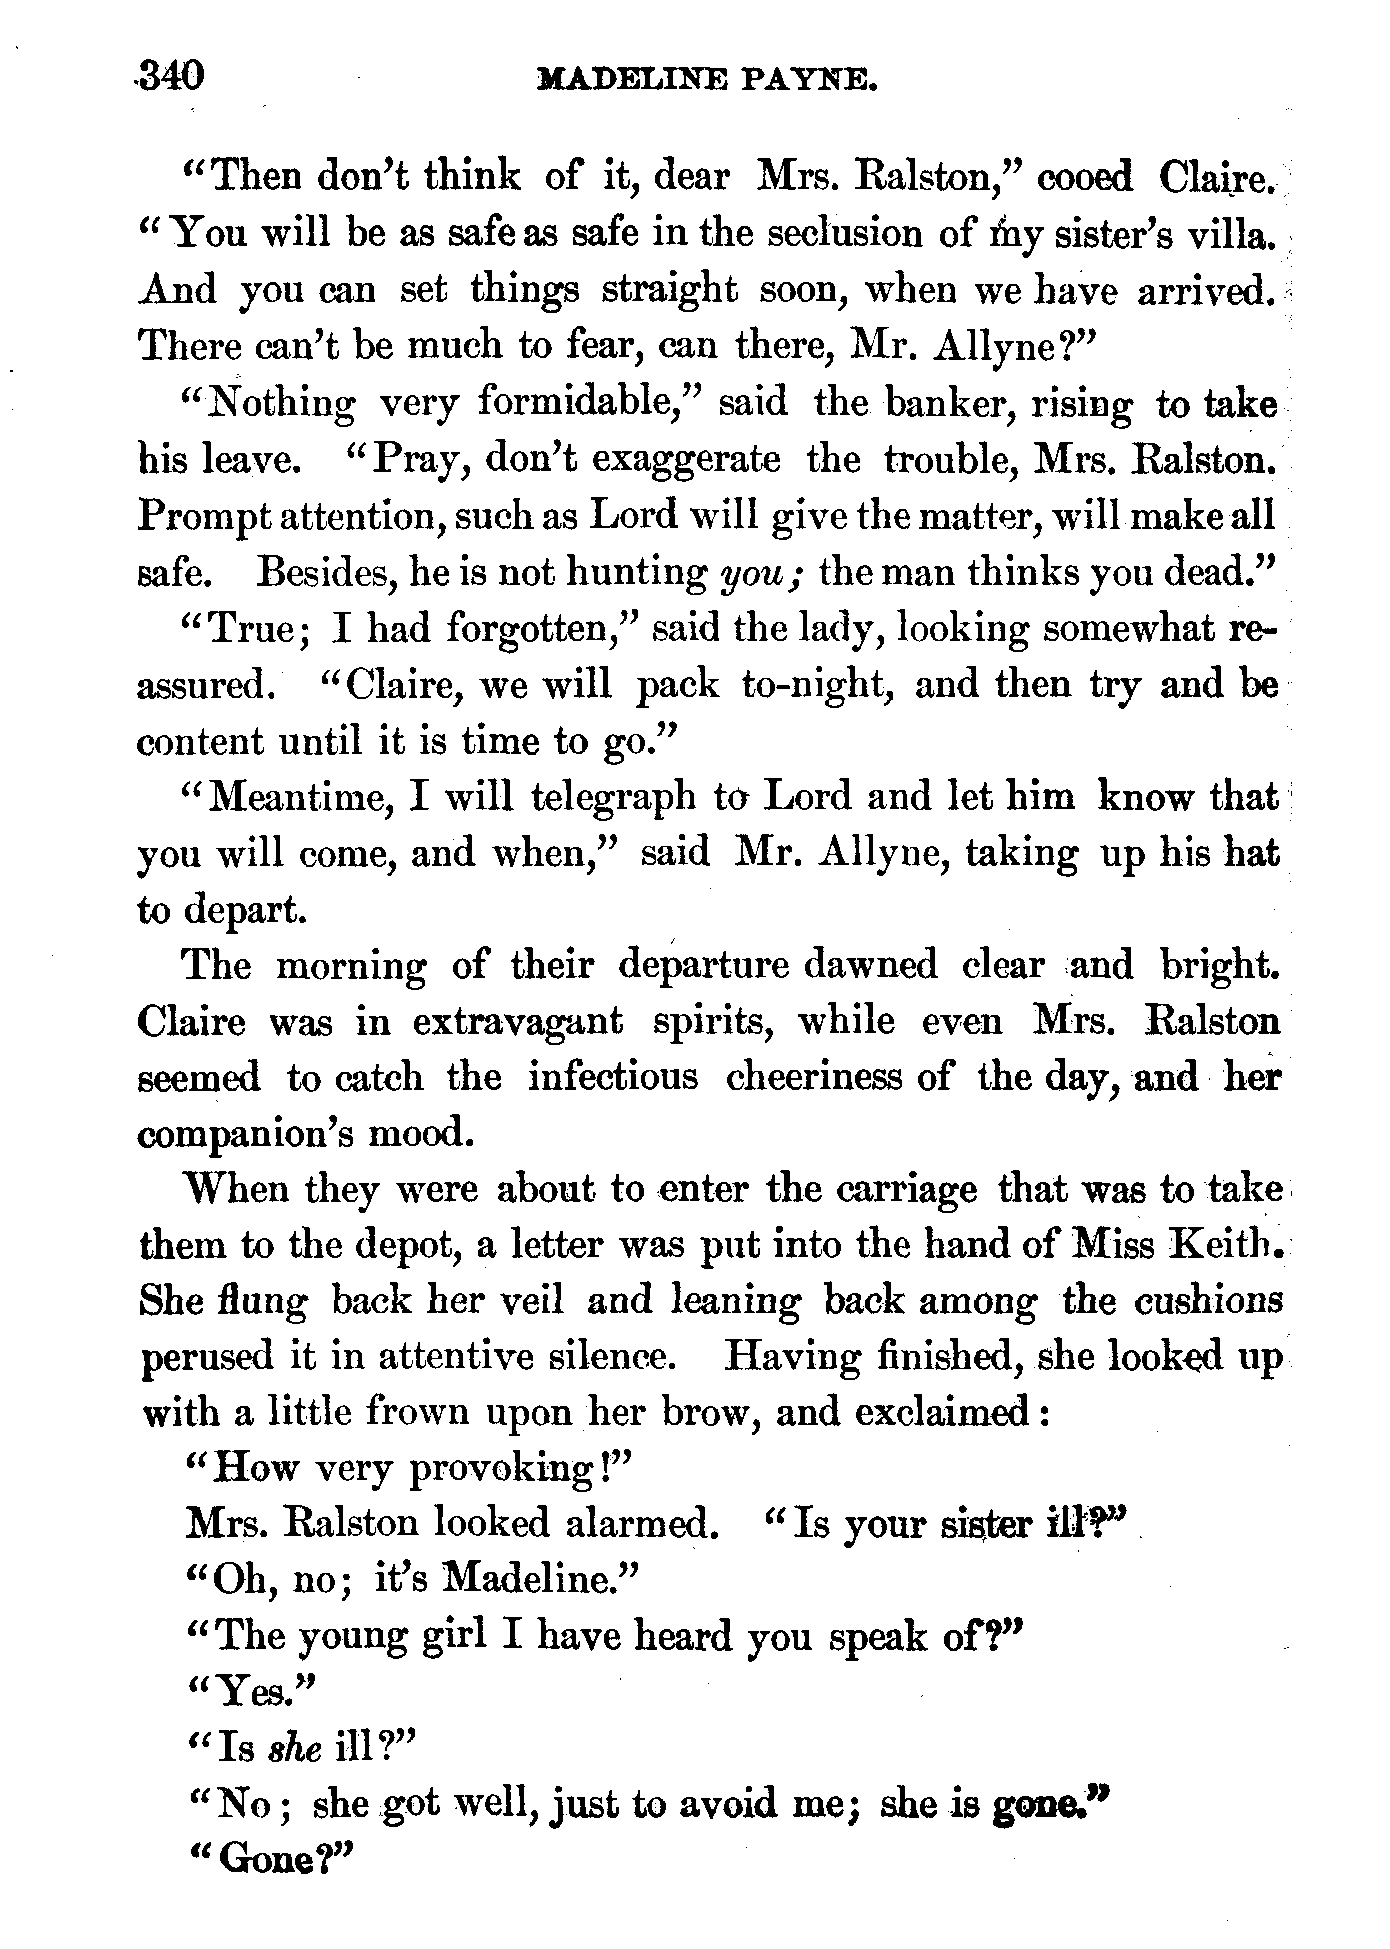 340 MADELINE PAYNE.
"Then don't think of it, dear Mrs. Ralston," cooed Claire.
"You will be as safe as safe in the seclusion of my sister's villa.
And you can set things straight soon, when we have arrived.
There can't be much to fear, can there, Mr. Allyne?"
"Nothing very formidable," said the banker, rising to take
his leave. "Pray, don't exaggerate the trouble, Mrs. Ralston.
Prompt attention, such as Lord will give the matter, will make all
safe. Besides, he is not hunting you; the man thinks you dead."
"True; I had forgotten," said the lady, looking somewhat re-
assured. "Claire, we will pack to-night, and then try and be
content until it is time to go."
"Meantime, I will telegraph to Lord and let him know that
you will come, and when," said Mr. Allyne, taking up his hat
to depart.
The morning of their departure dawned clear and bright.
Claire was in extravagant spirits, while even Mrs. Ralston
seemed to catch the infectious cheeriness of the day, and her
companion's mood.
When they were about to enter the carriage that was to take
them to the depot, a letter was put into the hand of Miss Keith.
She flung back her veil and leaning back among the cushions
perused it in attentive silence. Having finished, she looked up
with a little frown upon her brow, and exclaimed:
"How very provoking!"
Mrs. Ralston looked alarmed. "Is your sister ill?"
"Oh, no; it's Madeline."
"The young girl I have heard you speak of?"
"Yes."
"Is she ill?"
"No; she got well, just to avoid me; she is gone."
"Gone?"